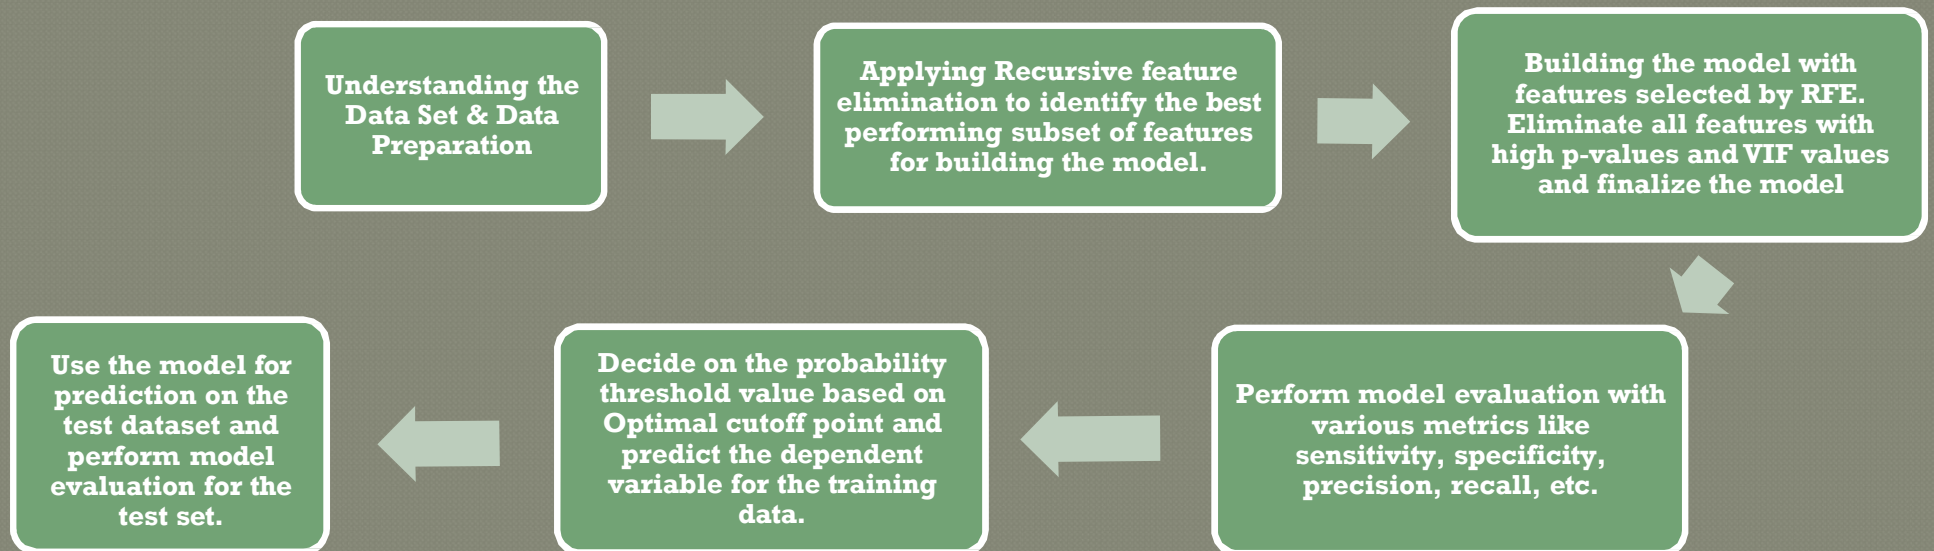 Understanding the
Data Set & Data
Preparation
Applying Recursive feature
elimination to identify the best
performing subset of features
for building the model.
Building the model with
features selected by RFE.
Eliminate all features with
high p-values and VIF values
and finalize the model
Perform model evaluation with
various metrics like
sensitivity, specificity,
precision, recall, etc.
Decide on the probability
threshold value based on
Optimal cutoff point and
predict the dependent
variable for the training
data.
Use the model for
prediction on the
test dataset and
perform model
evaluation for the
test set.